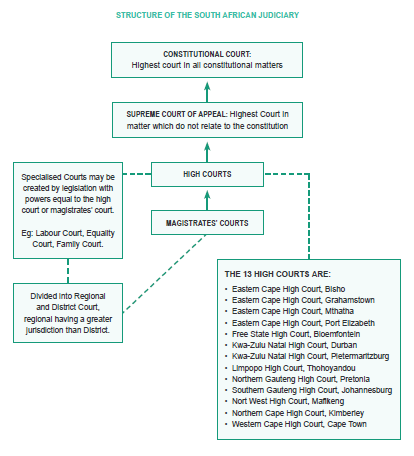 STRUCTURE OF THE SOUTH AFRICAN JUDICIARY
CONSTITUTIONAL COURT:
Highest court in all constitutional matters
SUPREME COURT OF APPEAL: Highest Court in
matter which do not relate to the constitution
Specialised Courts may be
created by legislation with
powers equal to the high
court or magistrates' court.
Eg: Labour Court, Equality
Court, Family Court.
HIGH COURTS
MAGISTRATES' COURTS
Divided into Regional
and District Court,
regional having a greater
jurisdiction than District.
THE 13 HIGH COURTS ARE:
• Eastern Cape High Court, Bisho
• Eastern Cape High Court, Grahamstown
• Eastern Cape High Court, Mthatha
• Eastern Cape High Court, Port Elizabeth
• Free State High Court, Bloemfontein
• Kwa-Zulu Natal High Court, Durban
• Kwa-Zulu Natal High Court, Pietermaritzburg
• Limpopo High Court, Thohoyandou
• Northern Gauteng High Court, Pretonia
• Southern Gauteng High Court, Johannesburg
• Nort West High Court, Mafikeng
• Northern Cape High Court, Kimberley
• Western Cape High Court, Cape Town